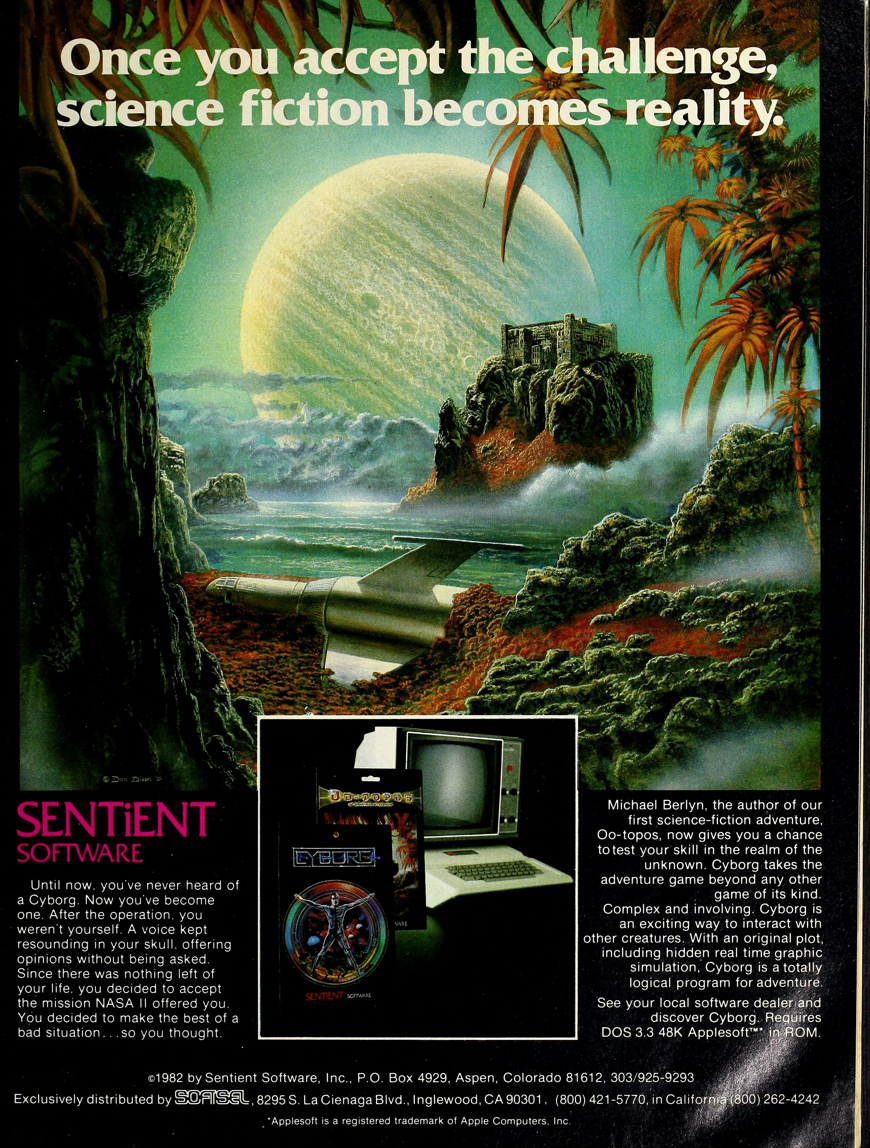 Once you accept the challenge,
science fiction becomes reality.
© Don Dixon
SENTiENT
SOFTWARE
Until now, you've never heard of
a Cyborg. Now you've become
one. After the operation, you
weren't yourself. A voice kept
resounding in your skull, offering
opinions without being asked.
Since there was nothing left of
your life, you decided to accept
the mission NASA II offered you.
You decided to make the best of a
bad situation...so you thought.
Oo-topos
CYBORG
WARE
SENTIENT SOFTWARE
Michael Berlyn, the author of our
first science-fiction adventure,
Oo-topos, now gives you a chance
to test your skill in the realm of the
unknown. Cyborg takes the
adventure game beyond any other
game of its kind.
Complex and involving. Cyborg is
an exciting way to interact with
other creatures. With an original plot,
including hidden real time graphic
simulation, Cyborg is a totally
logical program for adventure.
See your local software dealer and
discover Cyborg. Requires
DOS 3.3 48K Applesoft™* in ROM.
©1982 by Sentient Software, Inc., P.O. Box 4929, Aspen, Colorado 81612, 303/925-9293
Exclusively distributed by SOFTSEL, 8295 S. La Cienaga Blvd., Inglewood, CA 90301, (800) 421-5770, in California (800) 262-4242
*Applesoft is a registered trademark of Apple Computers, Inc.